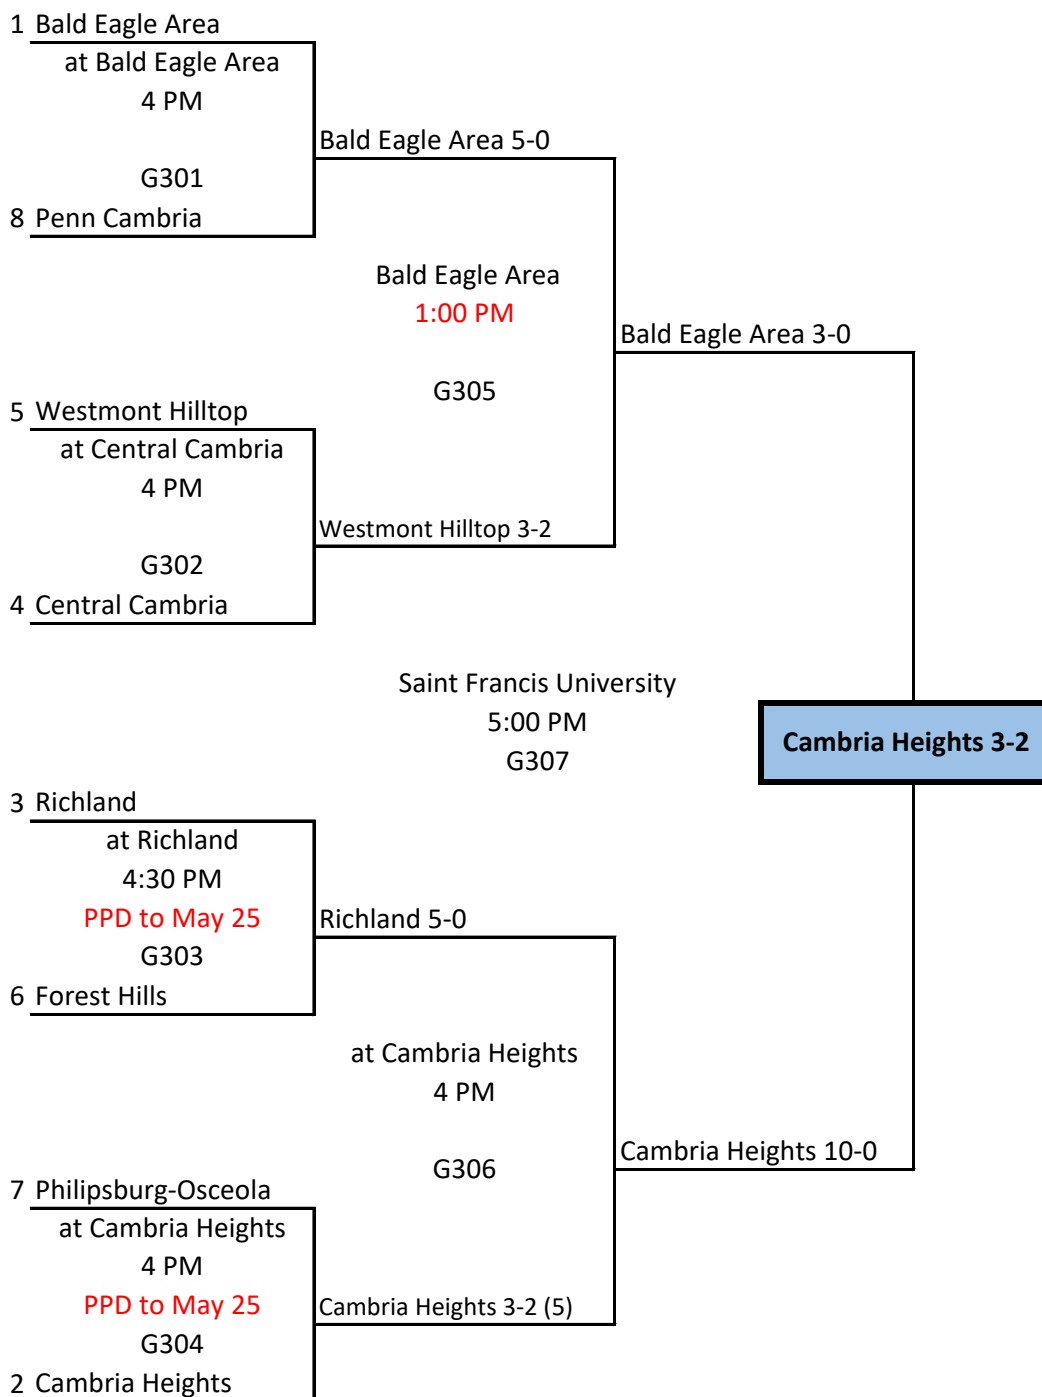 1 Bald Eagle Area
at Bald Eagle Area
4 PM
Bald Eagle Area 5-0
G301
8 Penn Cambria
Bald Eagle Area
1:00 PM
Bald Eagle Area 3-0
G305
5 Westmont Hilltop
at Central Cambria
4 PM
Westmont Hilltop 3-2
G302
4 Central Cambria
Saint Francis University
5:00 PM
G307
Cambria Heights 3-2
3 Richland
at Richland
4:30 PM
PPD to May 25
Richland 5-0
G303
6 Forest Hills
at Cambria Heights
4 PM
G306
Cambria Heights 10-0
7 Philipsburg-Osceola
at Cambria Heights
4 PM
PPD to May 25
Cambria Heights 3-2 (5)
G304
2 Cambria Heights